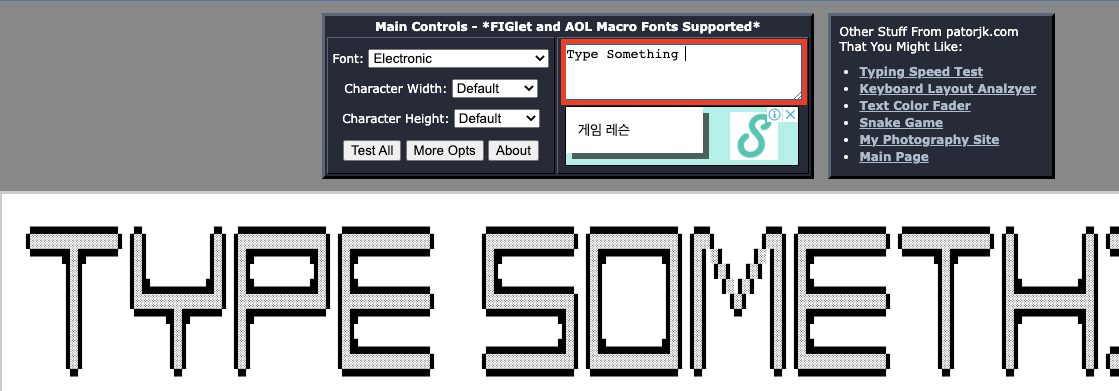 Main Controls - *FIGlet and AOL Macro Fonts Supported*
Font: Electronic
Character Width: Default
Character Height: Default
Test All More Opts About
Type Something
게임 레슨
Other Stuff From patorjk.com
That You Might Like:
Typing Speed Test
Keyboard Layout Analzyer
Text Color Fader
Snake Game
My Photography Site
Main Page
TYPE SOMETH